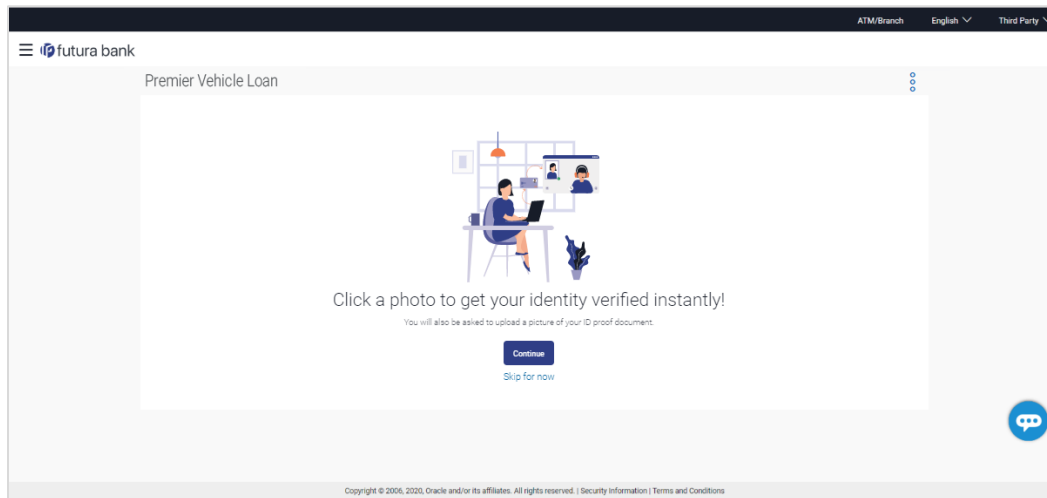 ATM/Branch English Third Party
futura bank
Premier Vehicle Loan
Click a photo to get your identity verified instantly!
You will also be asked to upload a picture of your ID proof document.
Continue
Skip for now
Copyright © 2006, 2020, Oracle and/or its affiliates. All rights reserved. | Security Information | Terms and Conditions